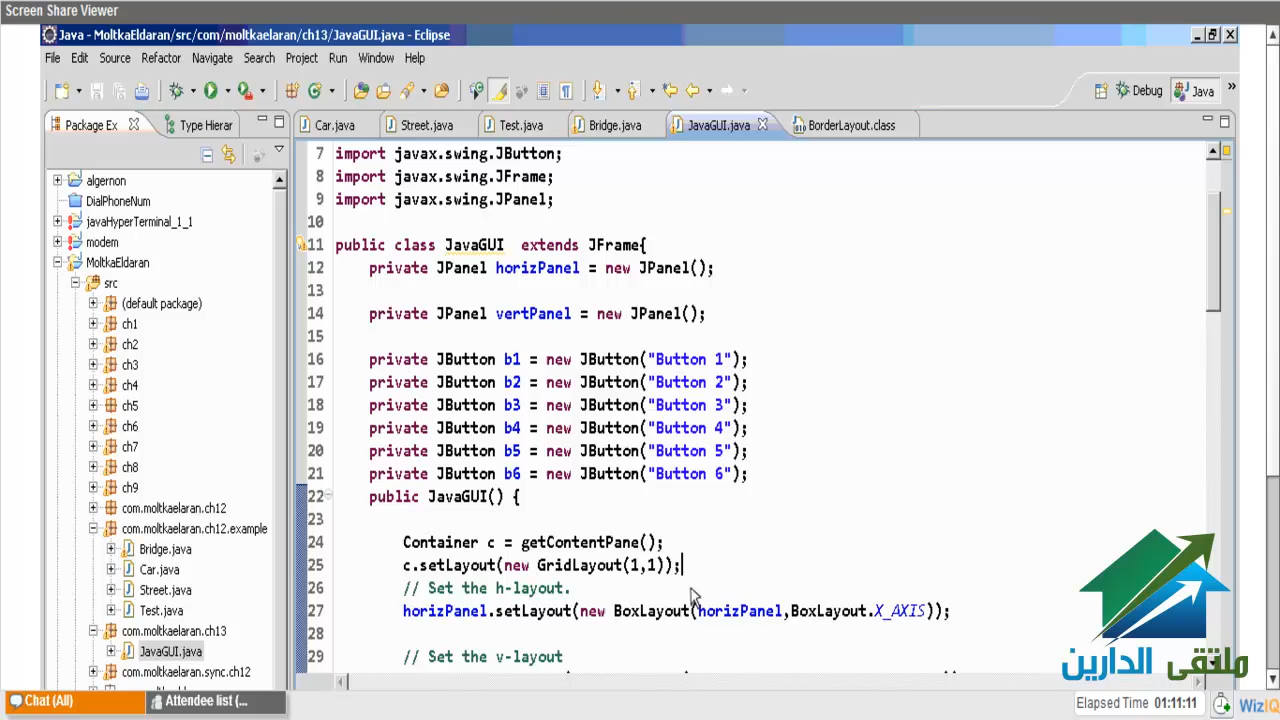 Screen Share Viewer
Java - MoltkaEldaran/src/com/moltkaelaran/ch13/JavaGUI.java - Eclipse
File Edit Source Refactor Navigate Search Project Run Window Help
Debug Java »
Package Ex Type Hierar
Car.java Street.java Test.java Bridge.java JavaGUI.java BorderLayout.class
algernon
DialPhoneNum
javaHyperTerminal_1_1
modem
MoltkaEldaran
src
(default package)
ch1
ch2
ch3
ch4
ch5
ch6
ch7
ch8
ch9
com.moltkaelaran.ch12
com.moltkaelaran.ch12.example
Bridge.java
Car.java
Street.java
Test.java
com.moltkaelaran.ch13
JavaGUI.java
com.moltkaelaran.sync.ch12
7 import javax.swing.JButton;
8 import javax.swing.JFrame;
9 import javax.swing.JPanel;
10
11 public class JavaGUI  extends JFrame{
12 private JPanel horizPanel = new JPanel();
13
14 private JPanel vertPanel = new JPanel();
15
16 private JButton b1 = new JButton("Button 1");
17 private JButton b2 = new JButton("Button 2");
18 private JButton b3 = new JButton("Button 3");
19 private JButton b4 = new JButton("Button 4");
20 private JButton b5 = new JButton("Button 5");
21 private JButton b6 = new JButton("Button 6");
22 public JavaGUI() {
23
24 Container c = getContentPane();
25 c.setLayout(new GridLayout(1,1));
26 // Set the h-layout.
27 horizPanel.setLayout(new BoxLayout(horizPanel,BoxLayout.X_AXIS));
28
29 // Set the v-layout
ملتقى الدارين
Chat (All) Attendee list (...
Elapsed Time 01:11:11 WizIQ